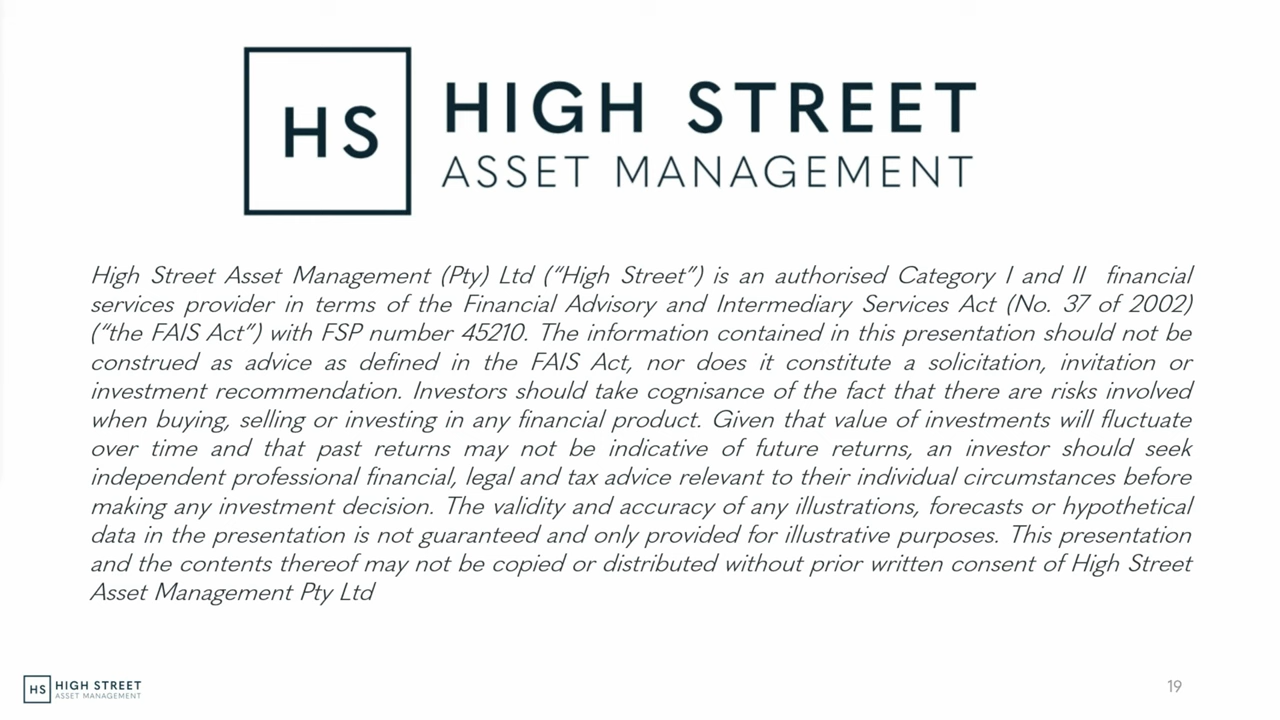 HS
HIGH STREET
ASSET MANAGEMENT
High Street Asset Management (Pty) Ltd (“High Street”) is an authorised Category I and II financial
services provider in terms of the Financial Advisory and Intermediary Services Act (No. 37 of 2002)
(“the FAIS Act”) with FSP number 45210. The information contained in this presentation should not be
construed as advice as defined in the FAIS Act, nor does it constitute a solicitation, invitation or
investment recommendation. Investors should take cognisance of the fact that there are risks involved
when buying, selling or investing in any financial product. Given that value of investments will fluctuate
over time and that past returns may not be indicative of future returns, an investor should seek
independent professional financial, legal and tax advice relevant to their individual circumstances before
making any investment decision. The validity and accuracy of any illustrations, forecasts or hypothetical
data in the presentation is not guaranteed and only provided for illustrative purposes. This presentation
and the contents thereof may not be copied or distributed without prior written consent of High Street
Asset Management Pty Ltd
HS
HIGH STREET
ASSET MANAGEMENT
19